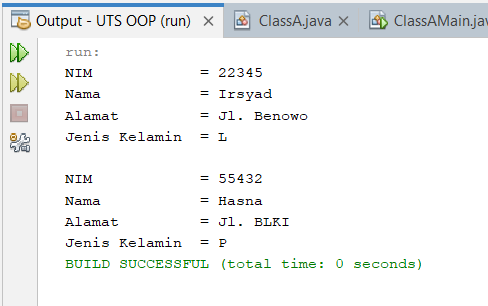 Output - UTS OOP (run) ClassA.java ClassAMain.jav
run:
NIM = 22345
Nama = Irsyad
Alamat = Jl. Benowo
Jenis Kelamin = L
NIM = 55432
Nama = Hasna
Alamat = Jl. BLKI
Jenis Kelamin = P
BUILD SUCCESSFUL (total time: 0 seconds)